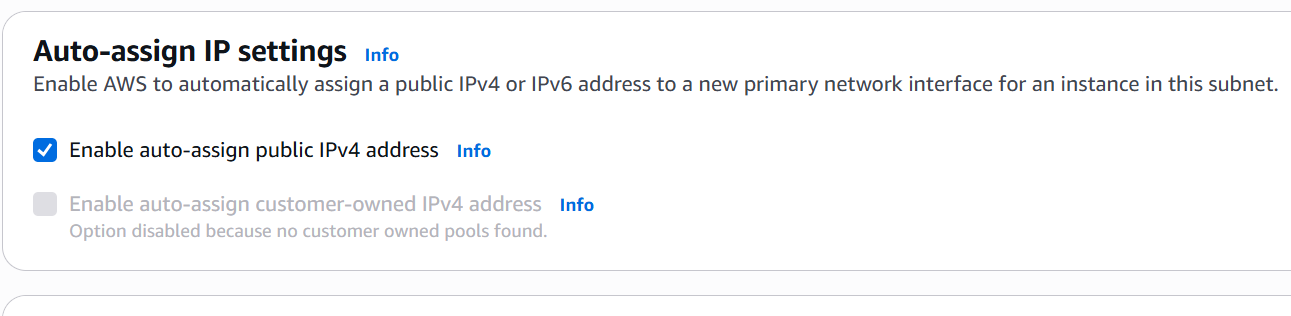 Auto-assign IP settings Info
Enable AWS to automatically assign a public IPv4 or IPv6 address to a new primary network interface for an instance in this subnet.
Enable auto-assign public IPv4 address Info
Enable auto-assign customer-owned IPv4 address Info
Option disabled because no customer owned pools found.